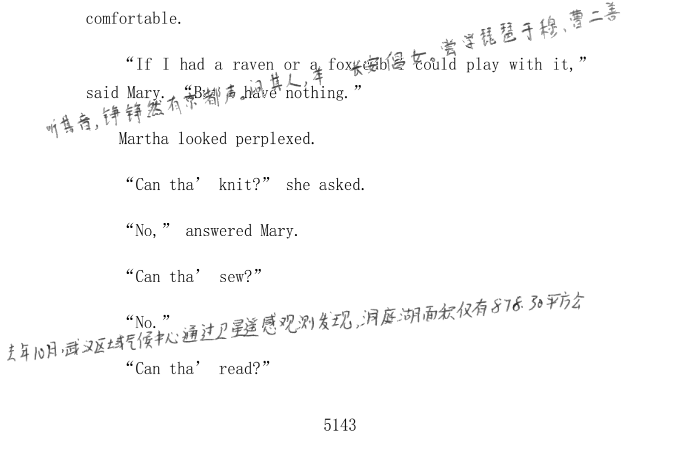 comfortable.
“If I had a raven or a fox cub I could play with it,”
said Mary. “But I have nothing.”
听其音，铮铮然有京都声。问其人，本长安倡女。尝学琵琶于穆、曹二善
Martha looked perplexed.
“Can tha’ knit?” she asked.
“No,” answered Mary.
“Can tha’ sew?”
“No.”
去年10月，武汉区域气候中心通过卫星遥感观测发现，洞庭湖面积仅有878.30平方公
“Can tha’ read?”
5143